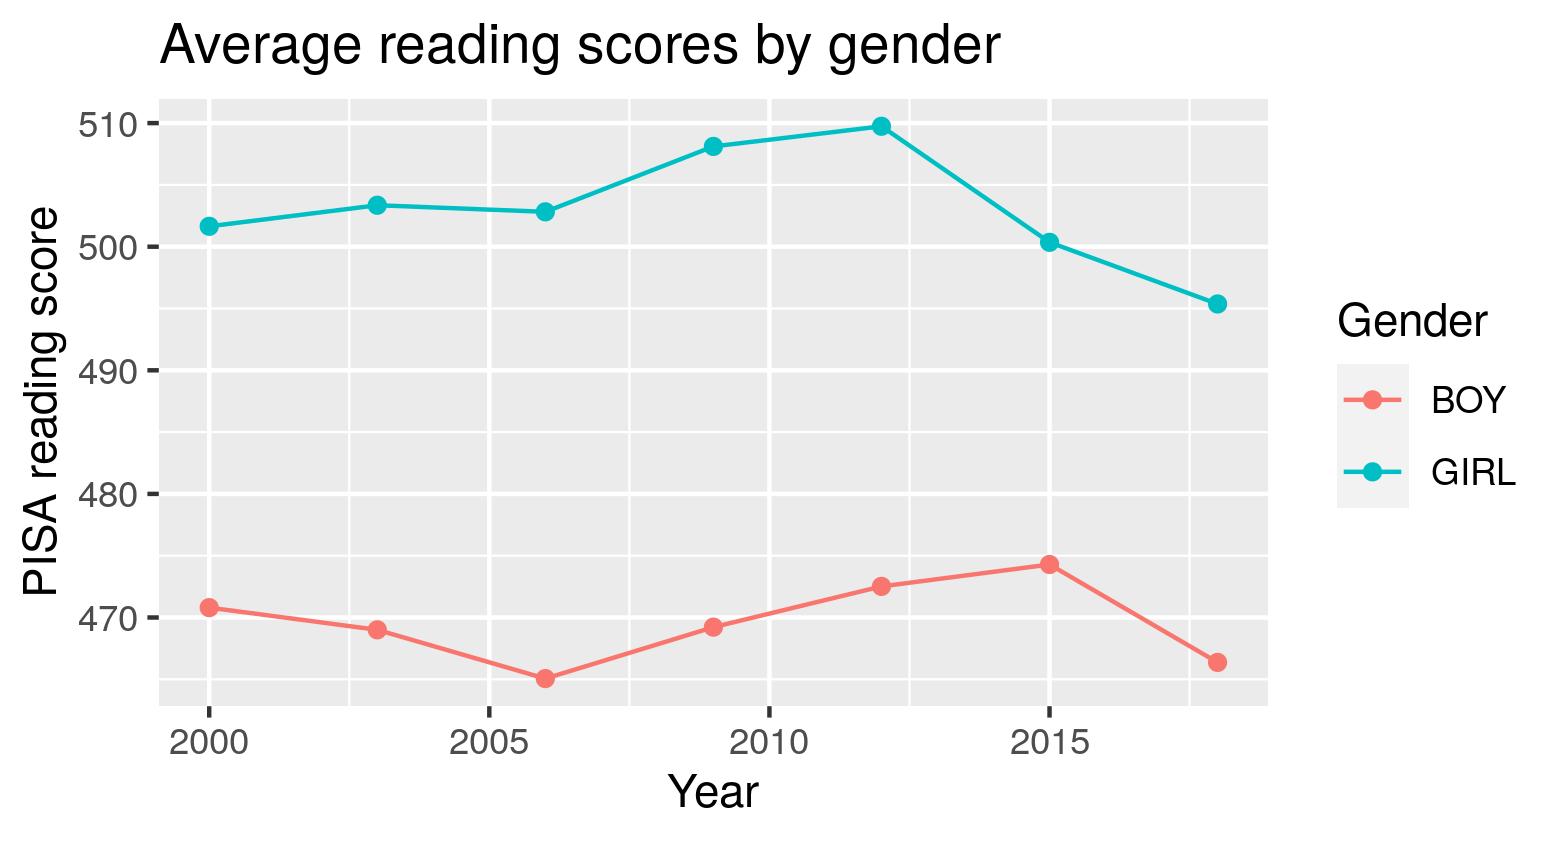 Average reading scores by gender
510
500
490
480
470
PISA reading score
2000 2005 2010 2015
Year
Gender
BOY
GIRL